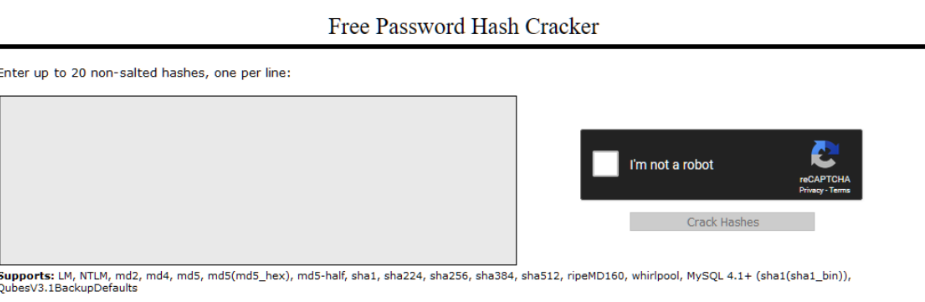 Free Password Hash Cracker
Enter up to 20 non-salted hashes, one per line:
I'm not a robot
reCAPTCHA
Privacy - Terms
Crack Hashes
Supports: LM, NTLM, md2, md4, md5, md5(md5_hex), md5-half, sha1, sha224, sha256, sha384, sha512, ripeMD160, whirlpool, MySQL 4.1+ (sha1(sha1_bin)),
QubesV3.1BackupDefaults